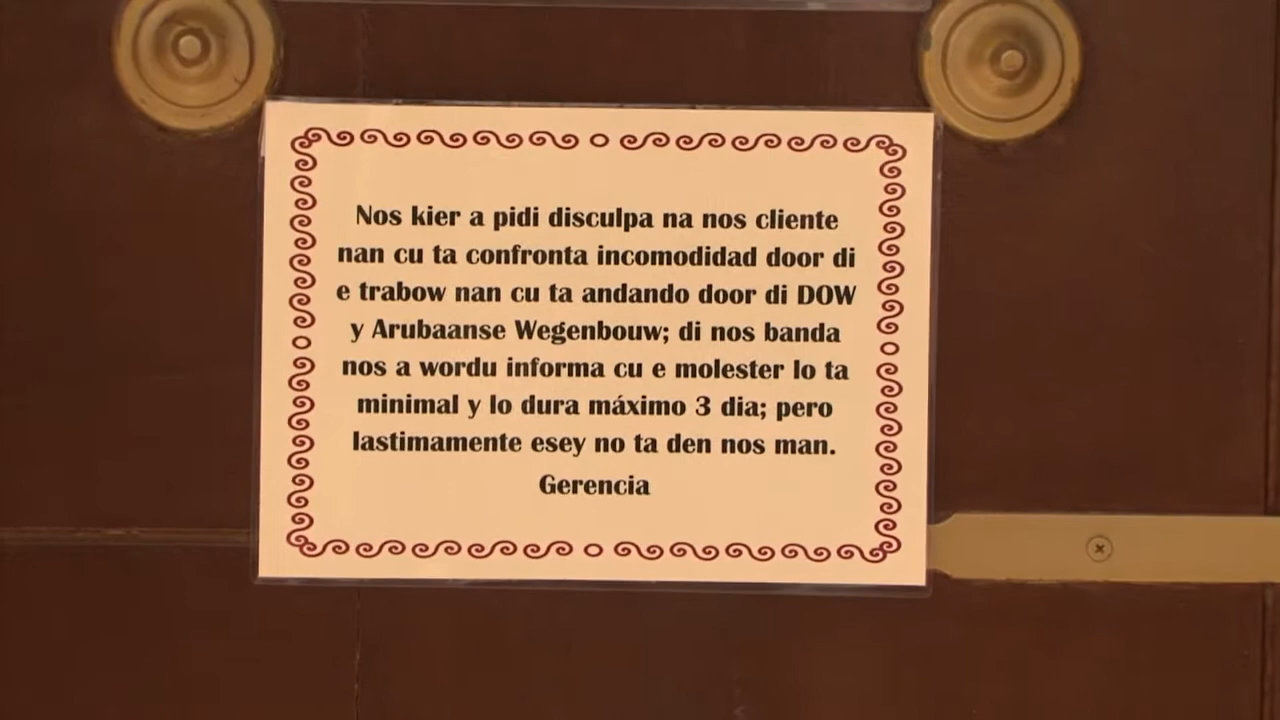 Nos kier a pidi disculpa na nos cliente
nan cu ta confronta incomodidad door di
e trabow nan cu ta andando door di DOW
y Arubaanse Wegenbouw; di nos banda
nos a wordu informa cu e molester lo ta
minimal y lo dura máximo 3 dia; pero
lastimamente esey no ta den nos man.
Gerencia